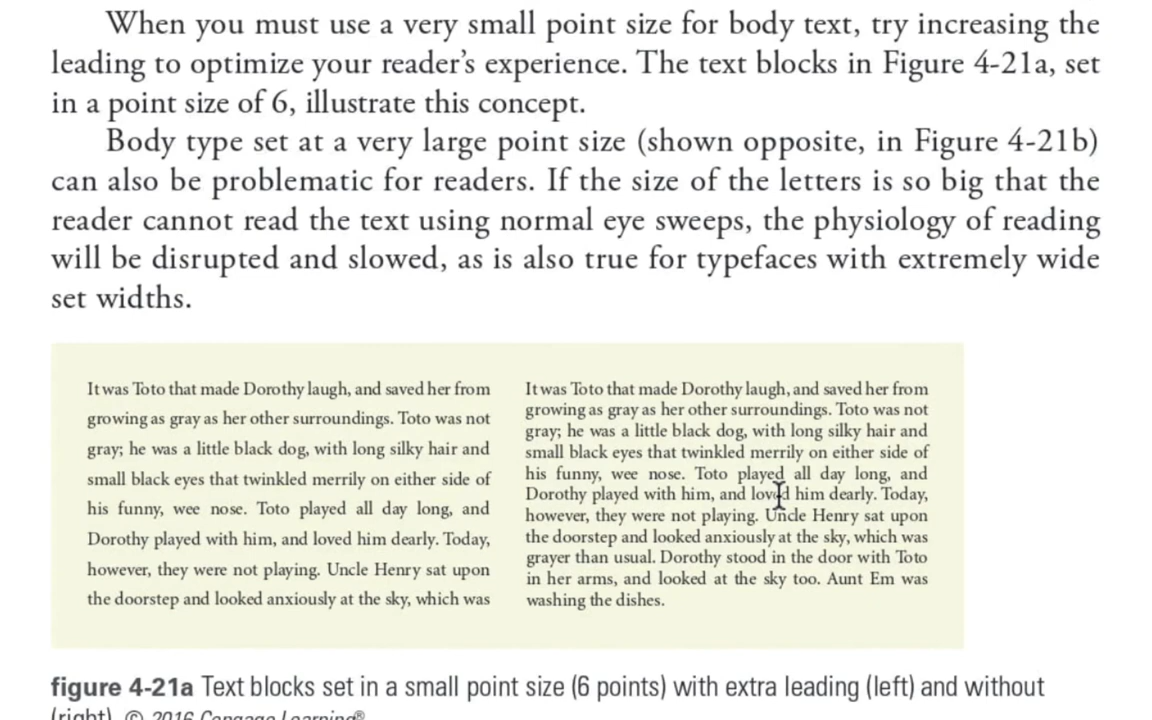 When you must use a very small point size for body text, try increasing the
leading to optimize your reader's experience. The text blocks in Figure 4-21a, set
in a point size of 6, illustrate this concept.
Body type set at a very large point size (shown opposite, in Figure 4-21b)
can also be problematic for readers. If the size of the letters is so big that the
reader cannot read the text using normal eye sweeps, the physiology of reading
will be disrupted and slowed, as is also true for typefaces with extremely wide
set widths.
It was Toto that made Dorothy laugh, and saved her from
growing as gray as her other surroundings. Toto was not
gray; he was a little black dog, with long silky hair and
small black eyes that twinkled merrily on either side of
his funny, wee nose. Toto played all day long, and
Dorothy played with him, and loved him dearly. Today,
however, they were not playing. Uncle Henry sat upon
the doorstep and looked anxiously at the sky, which was
It was Toto that made Dorothy laugh, and saved her from
growing as gray as her other surroundings. Toto was not
gray; he was a little black dog, with long silky hair and
small black eyes that twinkled merrily on either side of
his funny, wee nose. Toto played all day long, and
Dorothy played with him, and loved him dearly. Today,
however, they were not playing. Uncle Henry sat upon
the doorstep and looked anxiously at the sky, which was
grayer than usual. Dorothy stood in the door with Toto
in her arms, and looked at the sky too. Aunt Em was
washing the dishes.
figure 4-21a Text blocks set in a small point size (6 points) with extra leading (left) and without
(right). © 2016 Cengage Learning®